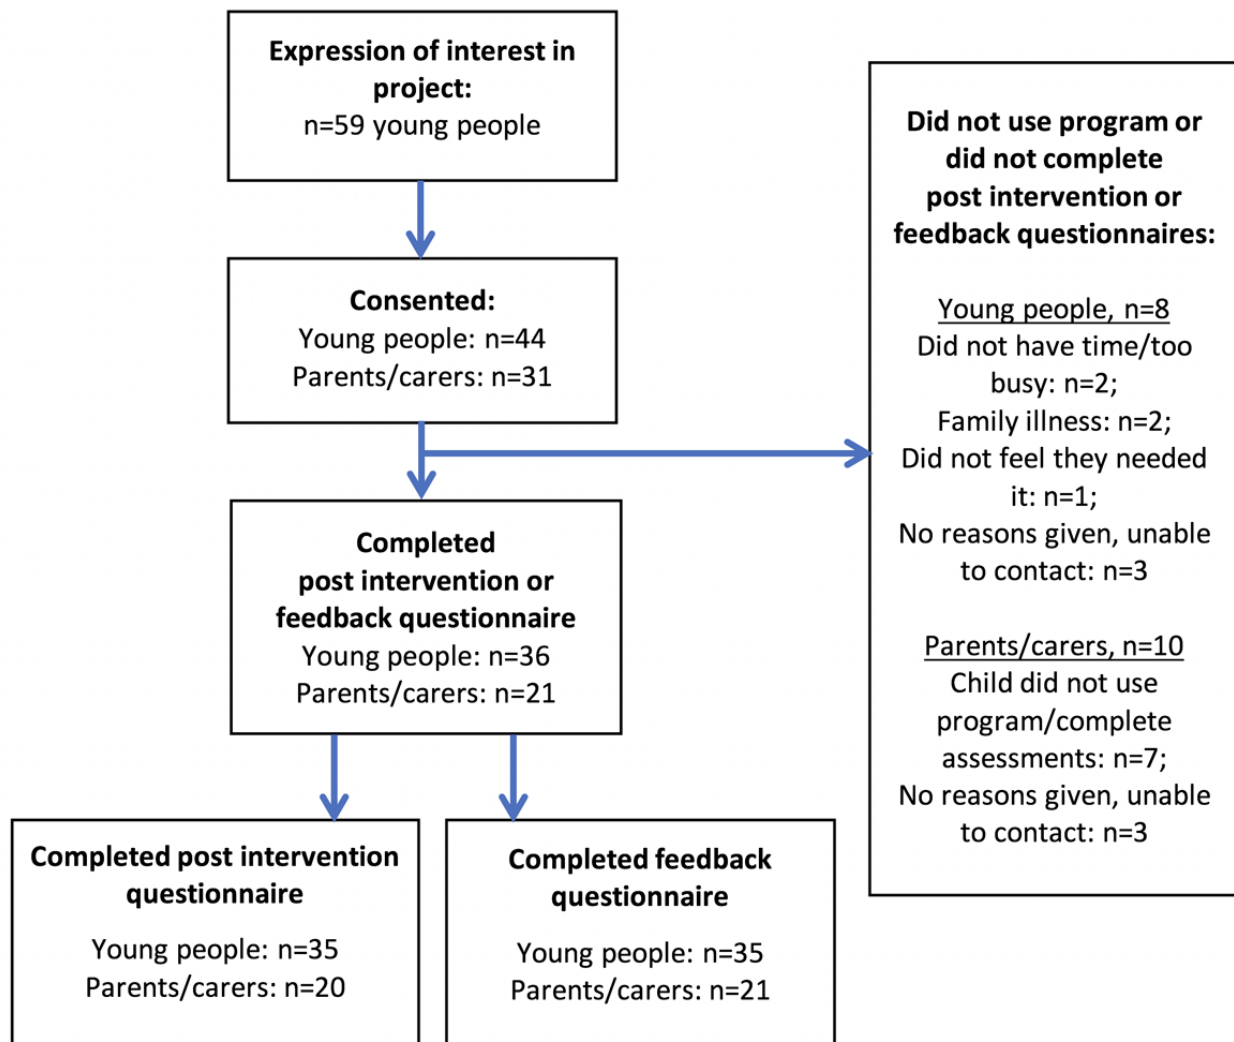 Expression of interest in
project:
n=59 young people
Consented:
Young people: n=44
Parents/carers: n=31
Completed
post intervention or
feedback questionnaire
Young people: n=36
Parents/carers: n=21
Completed post intervention
questionnaire
Young people: n=35
Parents/carers: n=20
Completed feedback
questionnaire
Young people: n=35
Parents/carers: n=21
Did not use program or
did not complete
post intervention or
feedback questionnaires:
Young people, n=8
Did not have time/too
busy: n=2;
Family illness: n=2;
Did not feel they needed
it: n=1;
No reasons given, unable
to contact: n=3
Parents/carers, n=10
Child did not use
program/complete
assessments: n=7;
No reasons given, unable
to contact: n=3